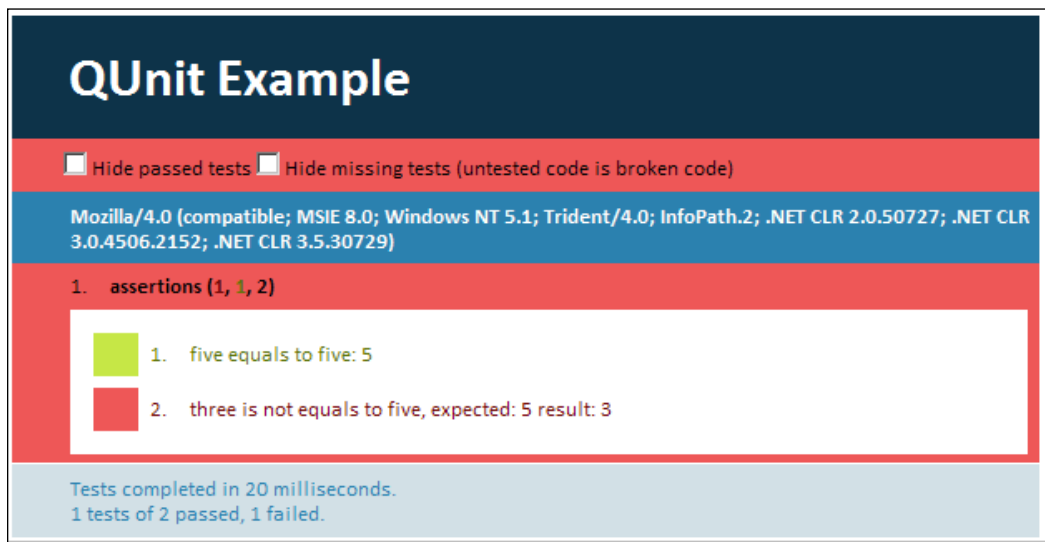 QUnit Example
Hide passed tests Hide missing tests (untested code is broken code)
Mozilla/4.0 (compatible; MSIE 8.0; Windows NT 5.1; Trident/4.0; InfoPath.2; .NET CLR 2.0.50727; .NET CLR
3.0.4506.2152; .NET CLR 3.5.30729)
1. assertions (1, 1, 2)
1. five equals to five: 5
2. three is not equals to five, expected: 5 result: 3
Tests completed in 20 milliseconds.
1 tests of 2 passed, 1 failed.